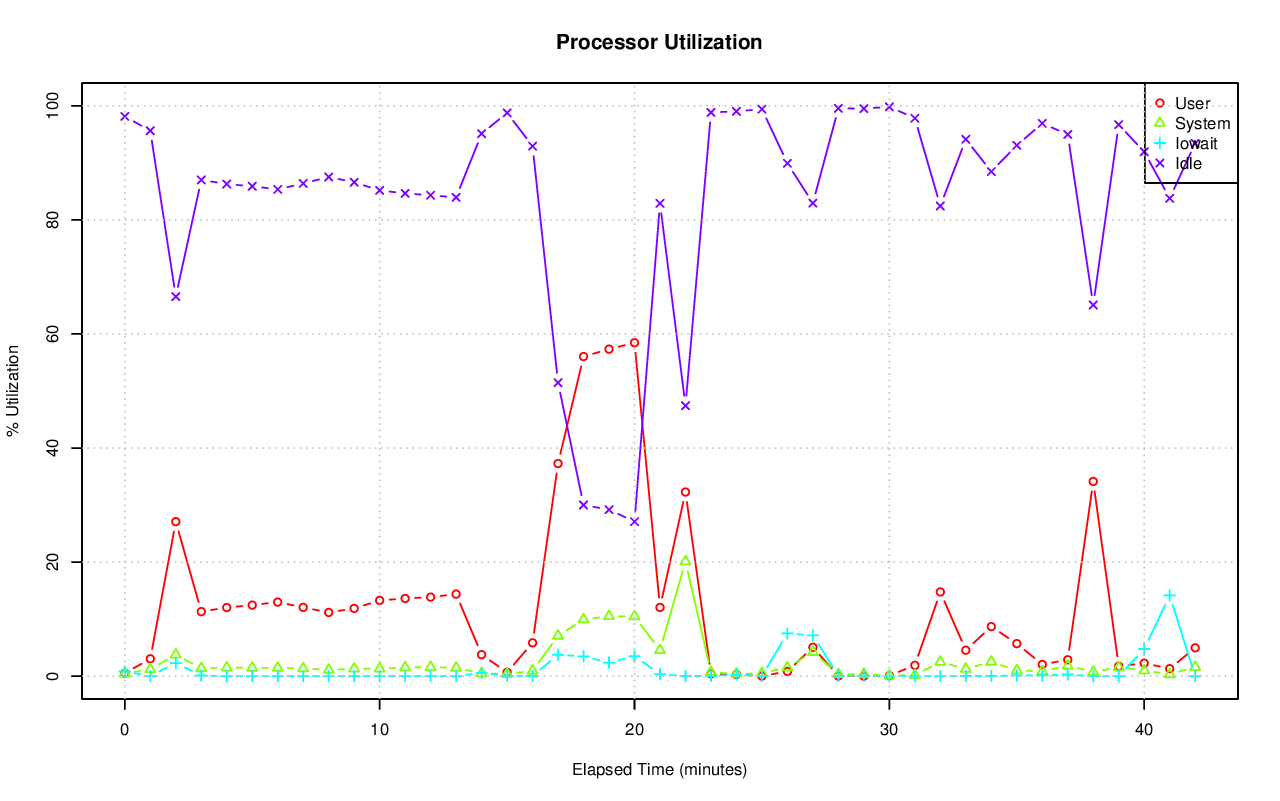 Processor Utilization
% Utilization
100
80
60
40
20
0
User
System
Iowait
Idle
0 10 20 30 40
Elapsed Time (minutes)